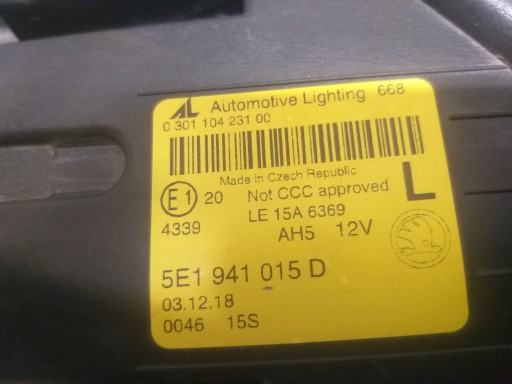 AL Automotive Lighting 668
0 301 104 231 00
Made in Czech Republic
E1 20 Not CCC approved L
4339 LE 15A 6369
AH5 12V
5E1 941 015 D
03.12.18
0046 15S